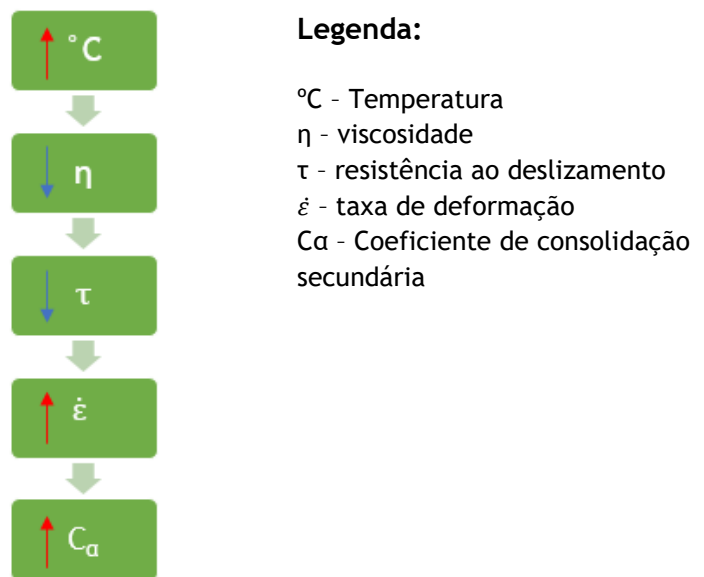 °C
η
τ
ε̇
Cα
Legenda:
ºC – Temperatura
η – viscosidade
τ – resistência ao deslizamento
ε̇ – taxa de deformação
Cα – Coeficiente de consolidação
secundária